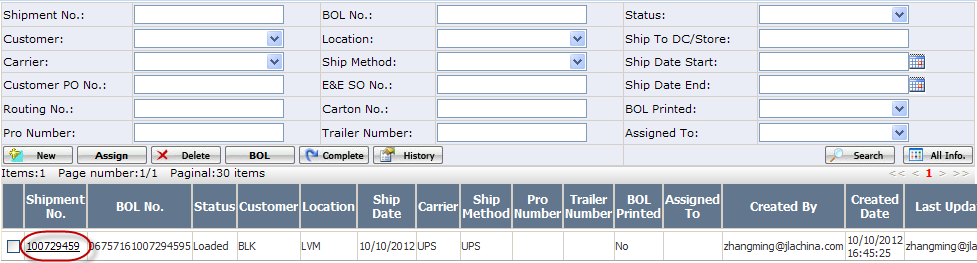 Shipment No.: BOL No.: Status:
Customer: Location: Ship To DC/Store:
Carrier: Ship Method: Ship Date Start:
Customer PO No.: E&E SO No.: Ship Date End:
Routing No.: Carton No.: BOL Printed:
Pro Number: Trailer Number: Assigned To:
New Assign Delete BOL Complete History Search All Info.
Items:1 Page number:1/1 Paginal:30 items << < 1 > >>
Shipment No. BOL No. Status Customer Location Ship Date Carrier Ship Method Pro Number Trailer Number BOL Printed Assigned To Created By Created Date Last Upda
100729459 06757161007294595 Loaded BLK LVM 10/10/2012 UPS UPS No zhangming@jlachina.com 10/10/2012 16:45:25 zhangming@jla